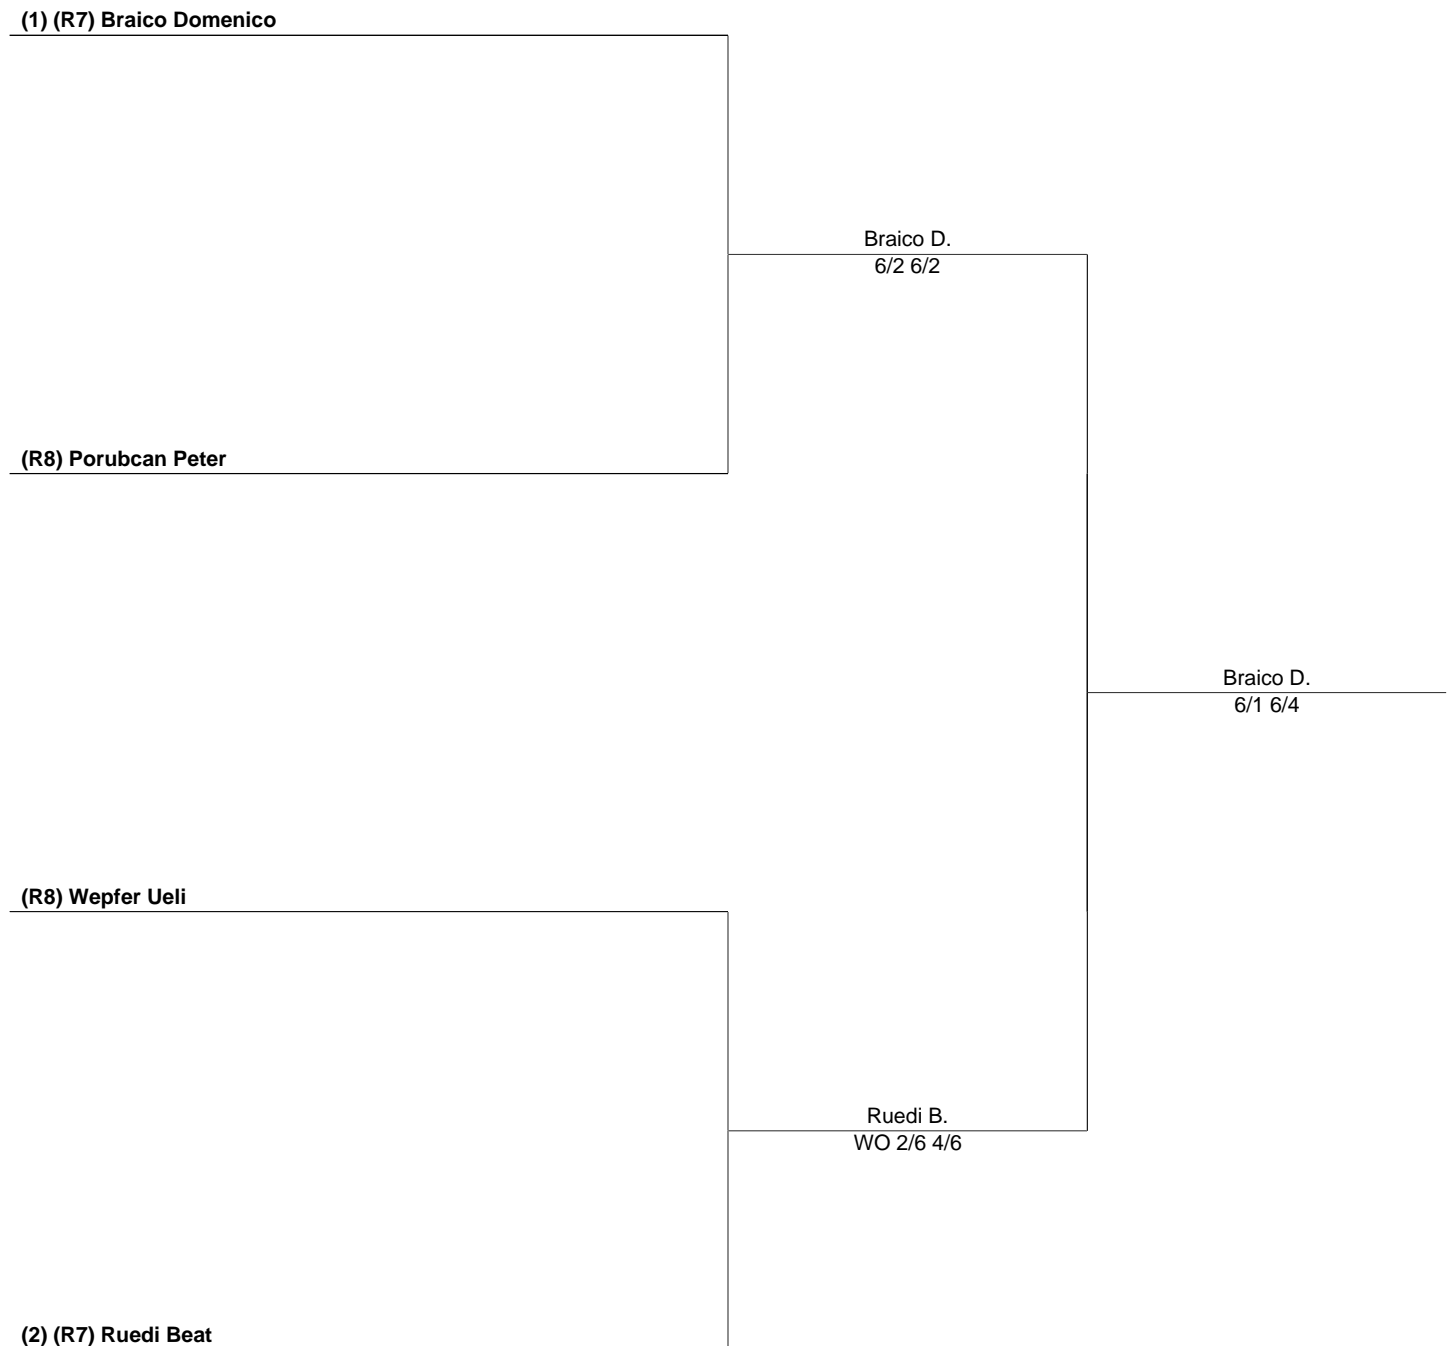 (1) (R7) Braico Domenico
Braico D.
6/2 6/2
(R8) Porubcan Peter
Braico D.
6/1 6/4
(R8) Wepfer Ueli
Ruedi B.
WO 2/6 4/6
(2) (R7) Ruedi Beat